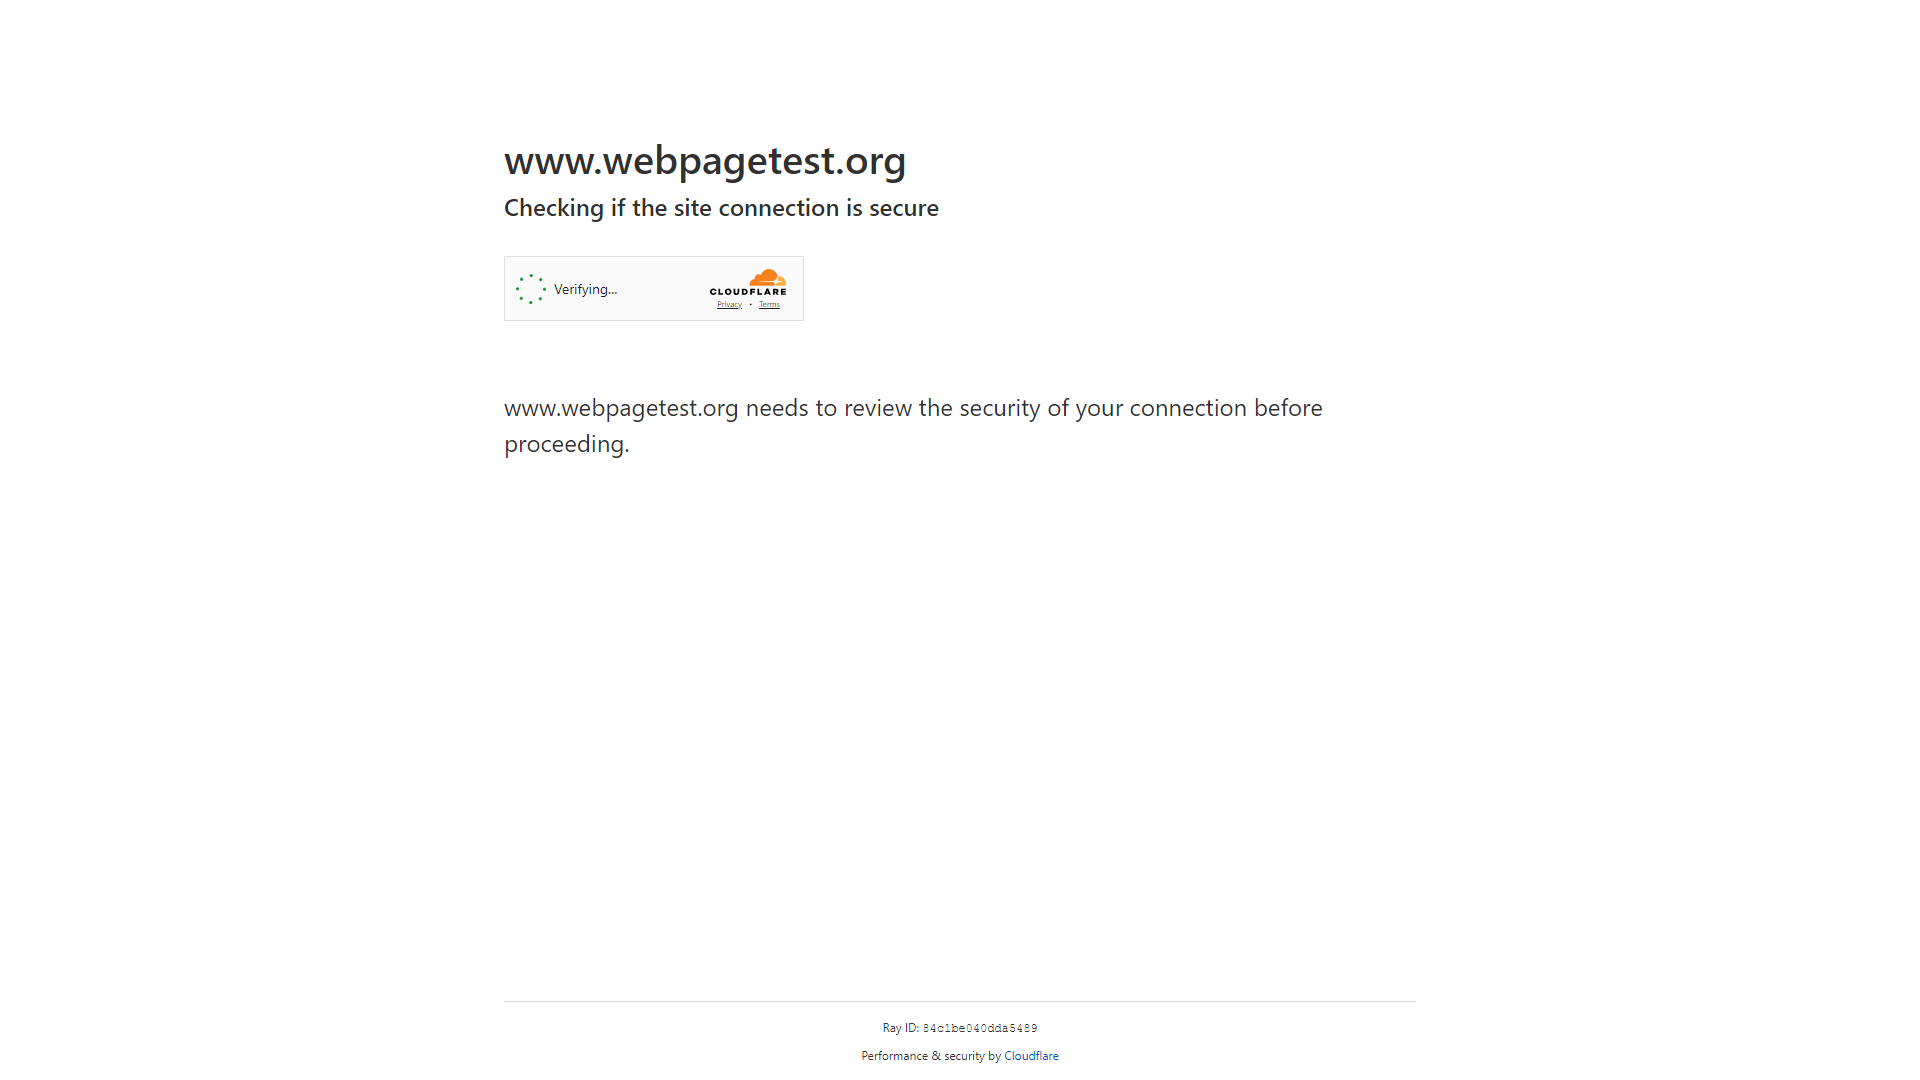 www.webpagetest.org
Checking if the site connection is secure
Verifying...
CLOUDFLARE
Privacy • Terms
www.webpagetest.org needs to review the security of your connection before
proceeding.
Ray ID: 84c1be040dda5489
Performance & security by Cloudflare